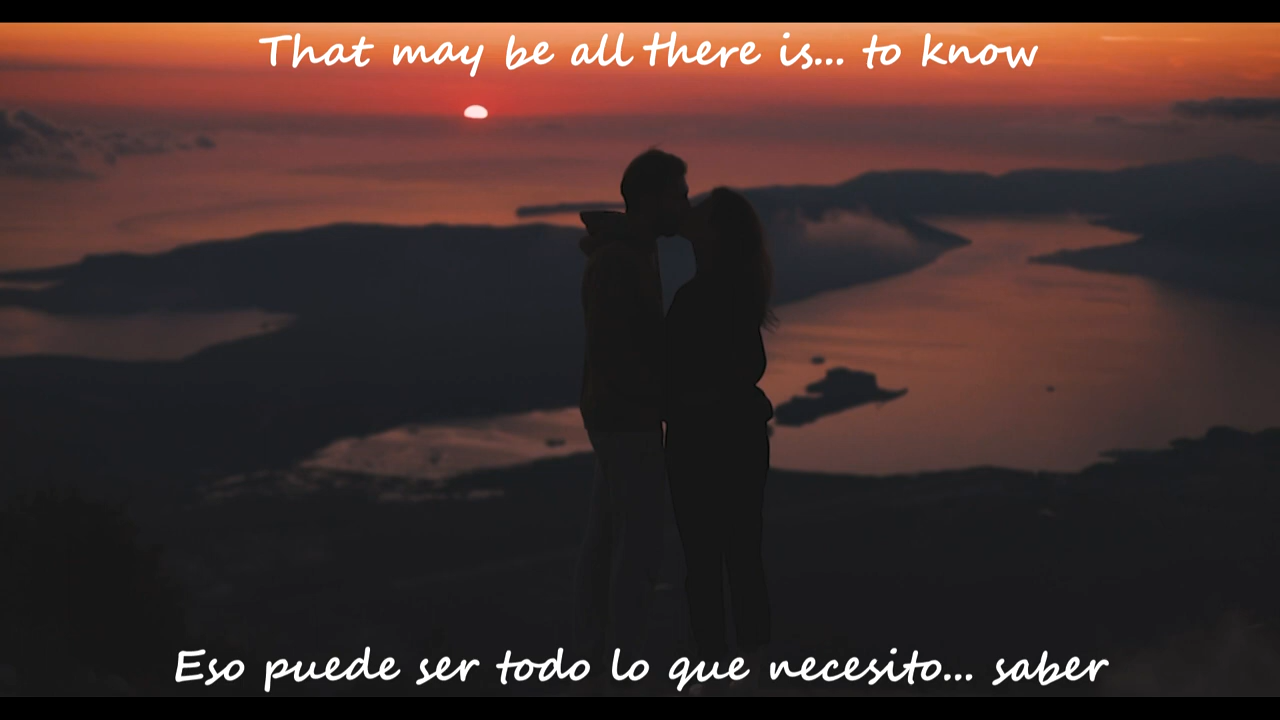 That may be all there is... to know
Eso puede ser todo lo que necesito... saber